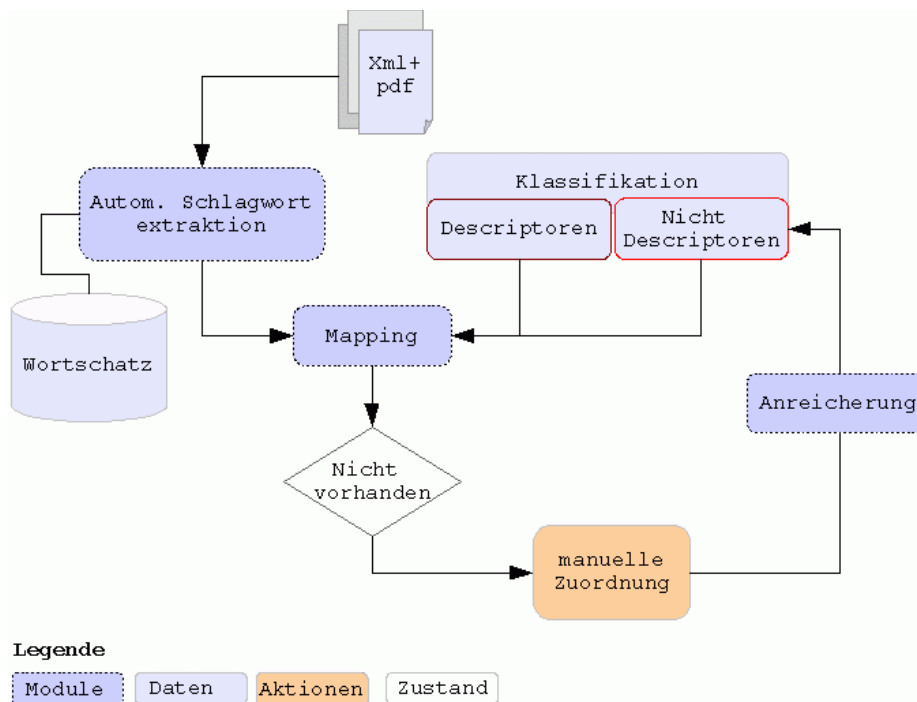 Xml+
pdf
Autom. Schlagwort
extraktion
Klassifikation
Descriptoren
Nicht
Descriptoren
Wortschatz
Mapping
Anreicherung
Nicht
vorhanden
manuelle
Zuordnung
Legende
Module
Daten
Aktionen
Zustand